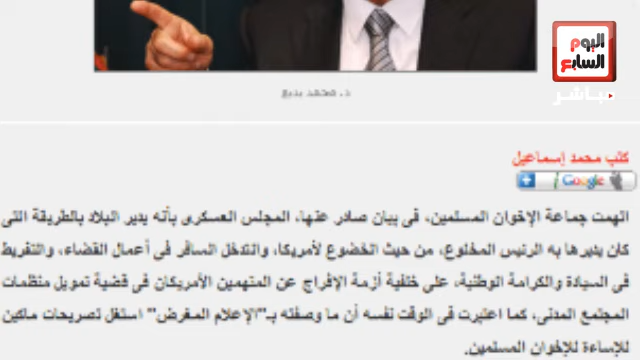 اليوم السابع
مباشر
د. محمد بديع
كتب محمد إسماعيل
Google
اتهمت جماعة الإخوان المسلمين، فى بيان صادر عنها، المجلس العسكرى بأنه يدير البلاد بالطريقة التى
كان يديرها به الرئيس المخلوع، من حيث الخضوع لأمريكا، والتدخل السافر فى أعمال القضاء، والتفريط
فى السيادة والكرامة الوطنية، على خلفية أزمة الإفراج عن المتهمين الأمريكان فى قضية تمويل منظمات
المجتمع المدنى، كما اعتبرت فى الوقت نفسه أن ما وصفته بـ"الإعلام المغرض" استغل تصريحات ماكين
للإساءة للإخوان المسلمين.